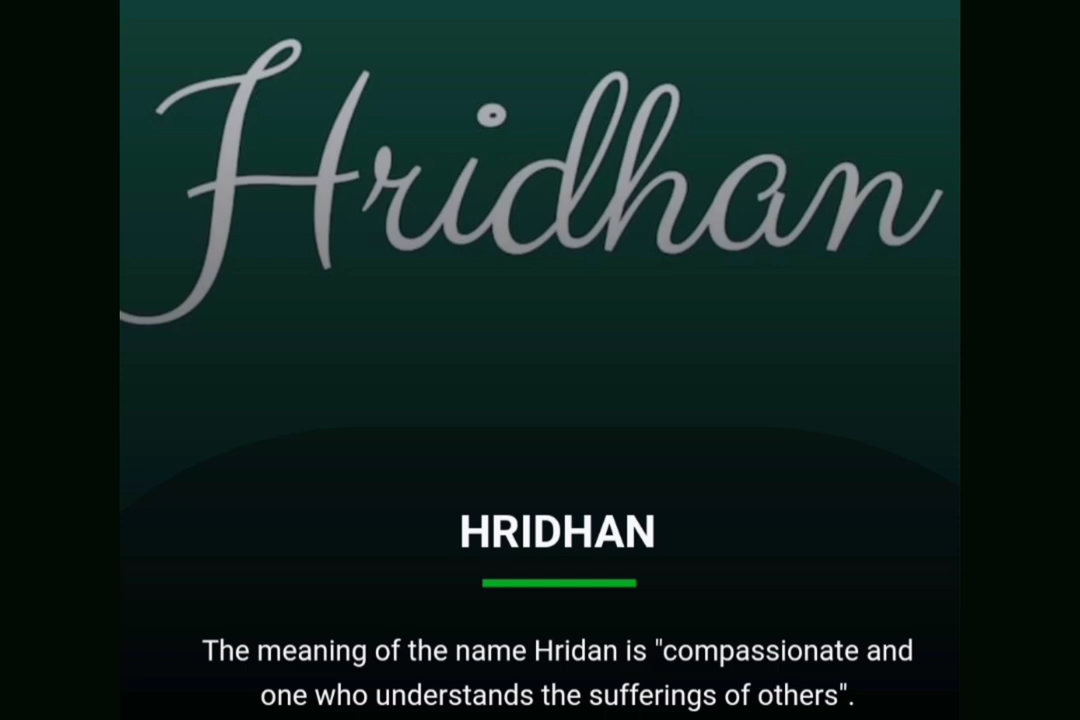 Hridhan
HRIDHAN
The meaning of the name Hridan is "compassionate and
one who understands the sufferings of others".